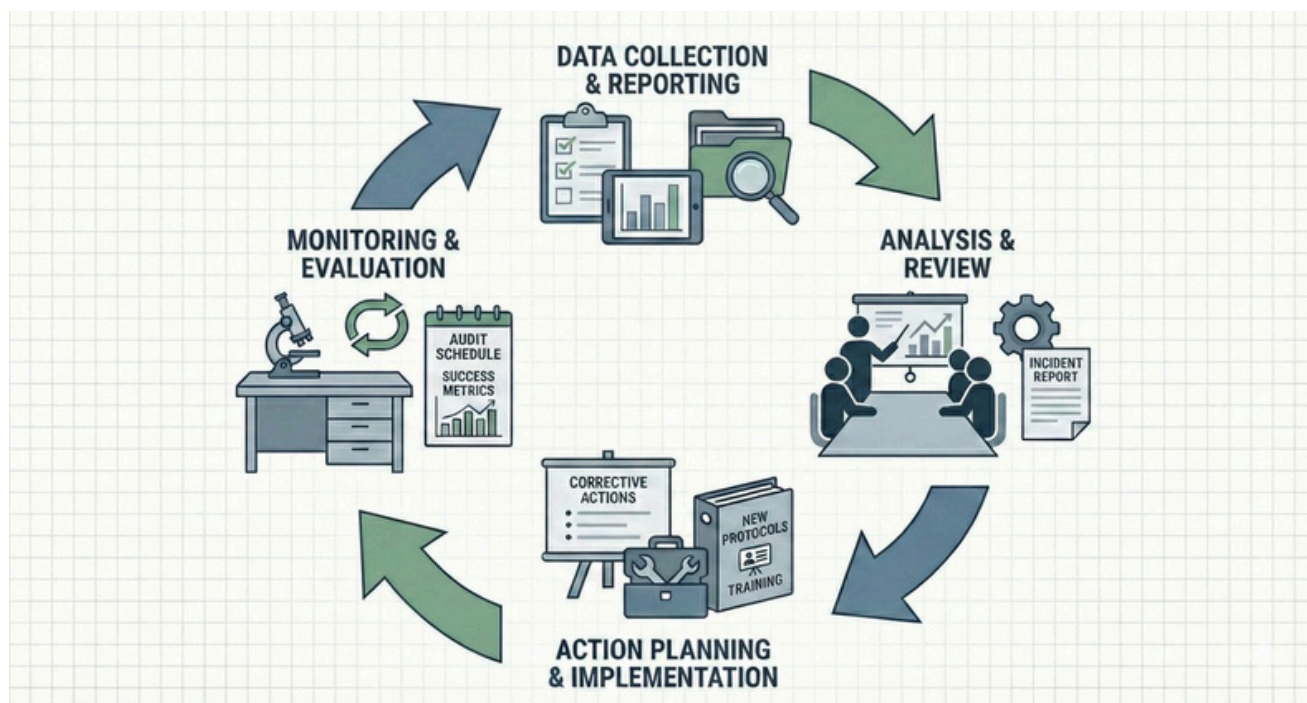 DATA COLLECTION
& REPORTING
MONITORING &
EVALUATION
AUDIT
SCHEDULE
SUCCESS
METRICS
ANALYSIS &
REVIEW
INCIDENT
REPORT
CORRECTIVE
ACTIONS
NEW
PROTOCOLS
TRAINING
ACTION PLANNING
& IMPLEMENTATION